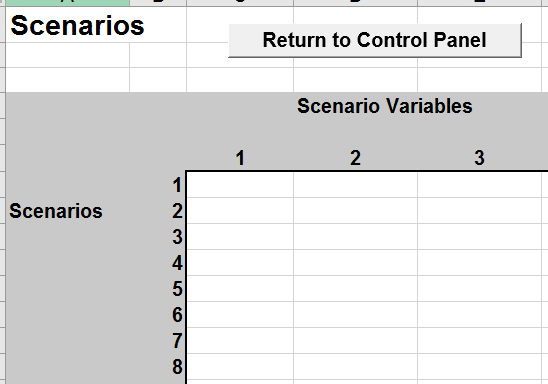 Scenarios
Return to Control Panel
Scenario Variables
1 2 3
1
Scenarios 2
3
4
5
6
7
8